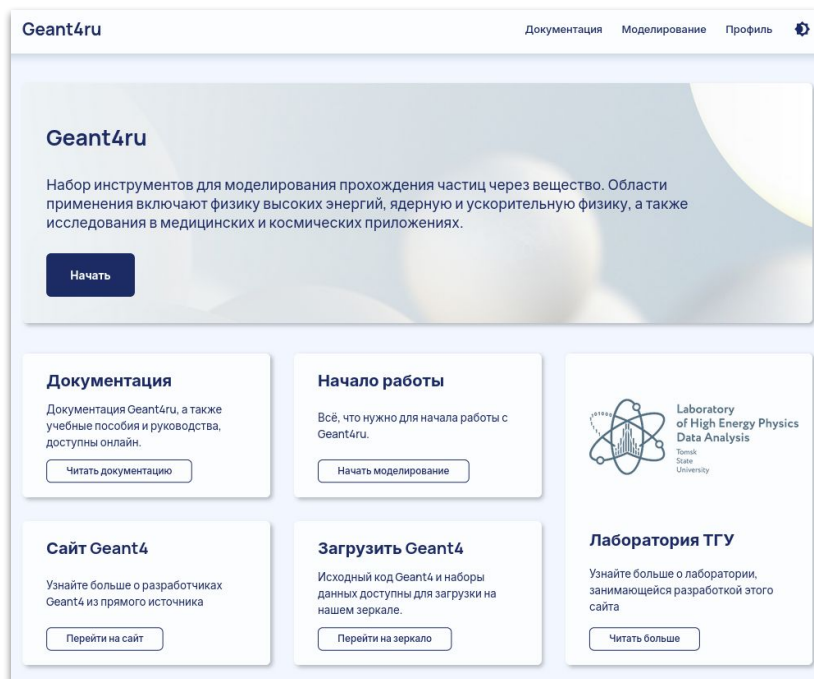 Geant4ru
Документация Моделирование Профиль
Geant4ru
Набор инструментов для моделирования прохождения частиц через вещество. Области
применения включают физику высоких энергий, ядерную и ускорительную физику, а также
исследования в медицинских и космических приложениях.
Начать
Документация
Документация Geant4ru, а также
учебные пособия и руководства,
доступны онлайн.
Читать документацию
Начало работы
Всё, что нужно для начала работы с
Geant4ru.
Начать моделирование
Laboratory
of High Energy Physics
Data Analysis
Tomsk
State
University
Лаборатория ТГУ
Узнайте больше о лаборатории,
занимающейся разработкой этого
сайта
Читать больше
Сайт Geant4
Узнайте больше о разработчиках
Geant4 из прямого источника
Перейти на сайт
Загрузить Geant4
Исходный код Geant4 и наборы
данных доступны для загрузки на
нашем зеркале.
Перейти на зеркало